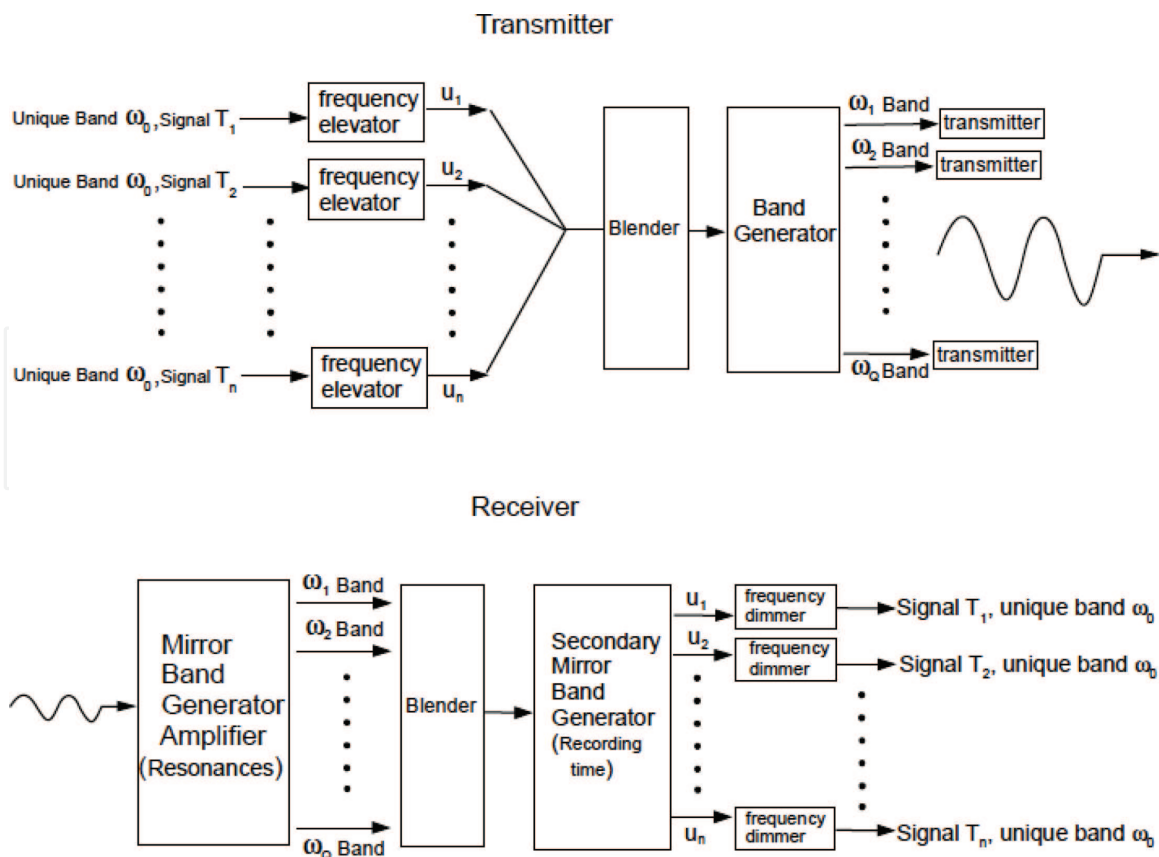 Transmitter
Unique Band ω₀, Signal T₁
frequency
elevator
u₁
Unique Band ω₀, Signal T₂
frequency
elevator
u₂
Unique Band ω₀, Signal Tₙ
frequency
elevator
uₙ
Blender
Band
Generator
ω₁ Band
transmitter
ω₂ Band
transmitter
ω_Q Band
transmitter
Receiver
Mirror
Band
Generator
Amplifier
(Resonances)
ω₁ Band
ω₂ Band
ω_Q Band
Blender
Secondary
Mirror
Band
Generator
(Recording
time)
u₁
frequency
dimmer
Signal T₁, unique band ω₀
u₂
frequency
dimmer
Signal T₂, unique band ω₀
uₙ
frequency
dimmer
Signal Tₙ, unique band ω₀